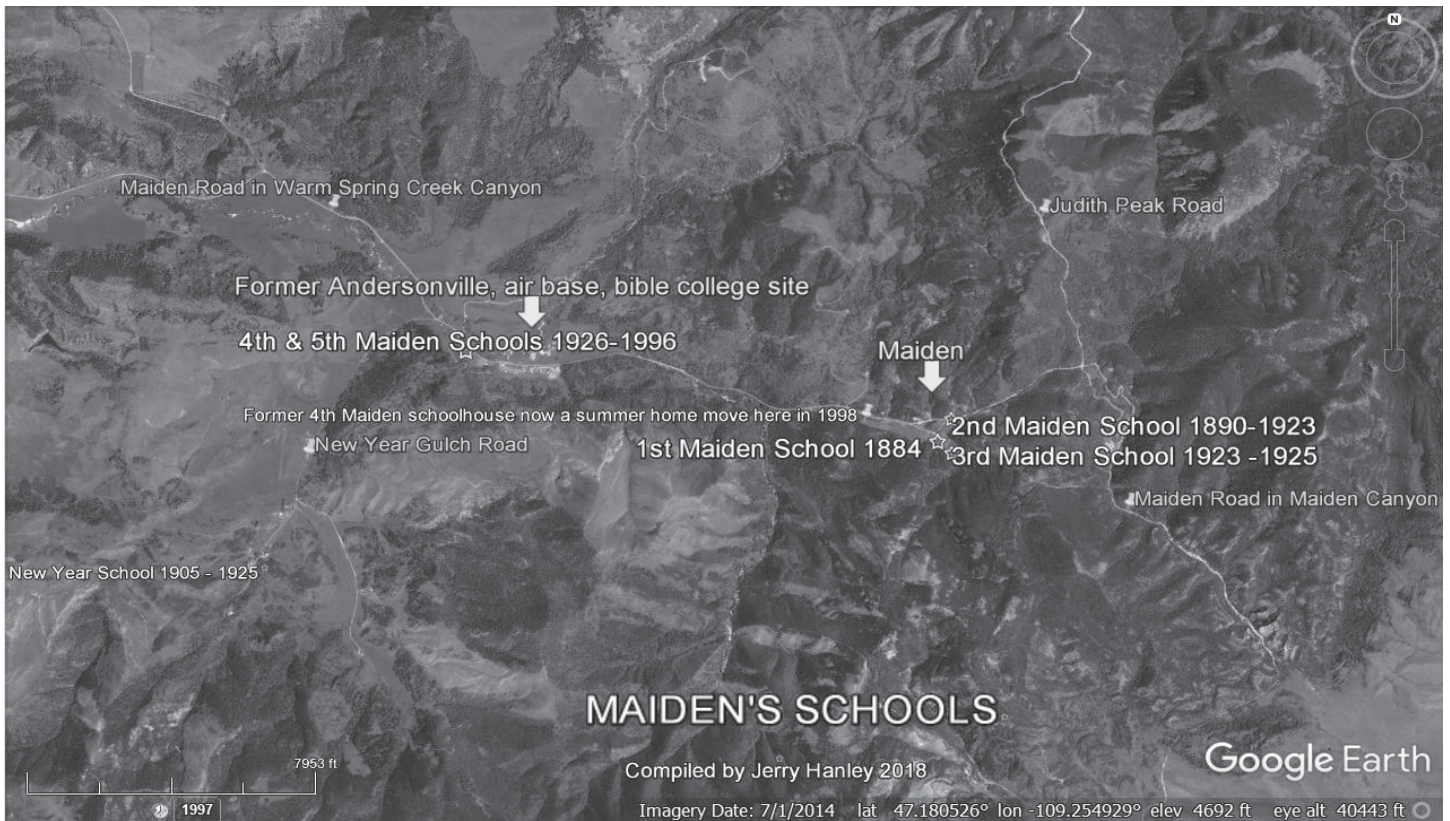 N
Maiden Road in Warm Spring Creek Canyon
Judith Peak Road
Former Andersonville, air base, bible college site
4th & 5th Maiden Schools 1926-1996
Maiden
Former 4th Maiden schoolhouse now a summer home move here in 1998
2nd Maiden School 1890-1923
New Year Gulch Road
1st Maiden School 1884
3rd Maiden School 1923 -1925
Maiden Road in Maiden Canyon
New Year School 1905 - 1925
MAIDEN'S SCHOOLS
Google Earth
7953 ft
Compiled by Jerry Hanley 2018
1997
Imagery Date: 7/1/2014 lat 47.180526° lon -109.254929° elev 4692 ft eye alt 40443 ft